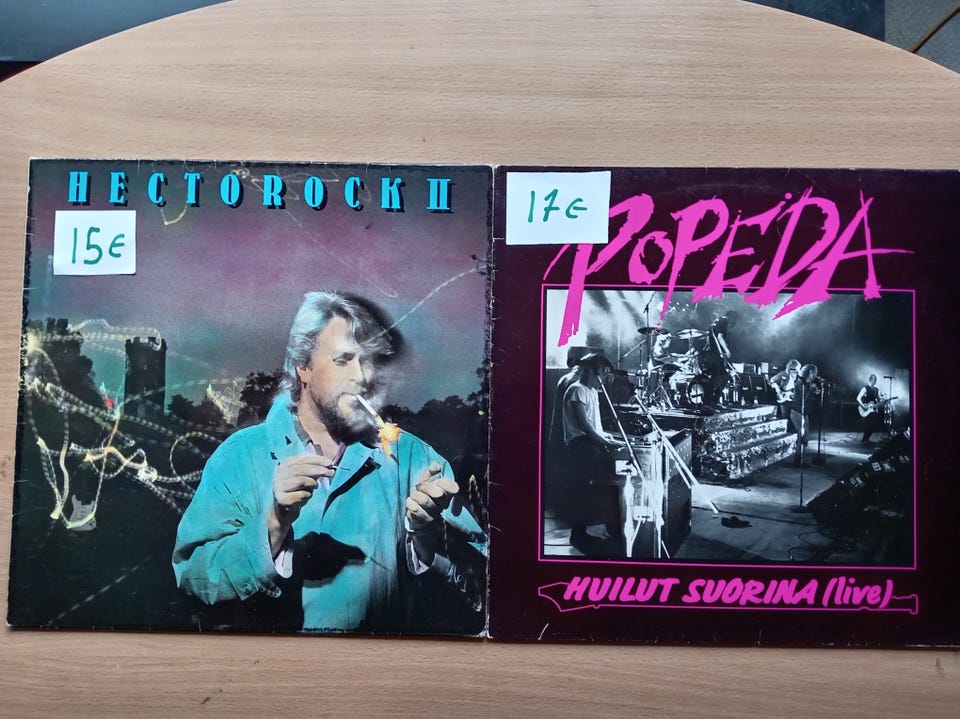 HECTOROCK II
15€
17€
POPEDA
HUILUT SUORINA (live)